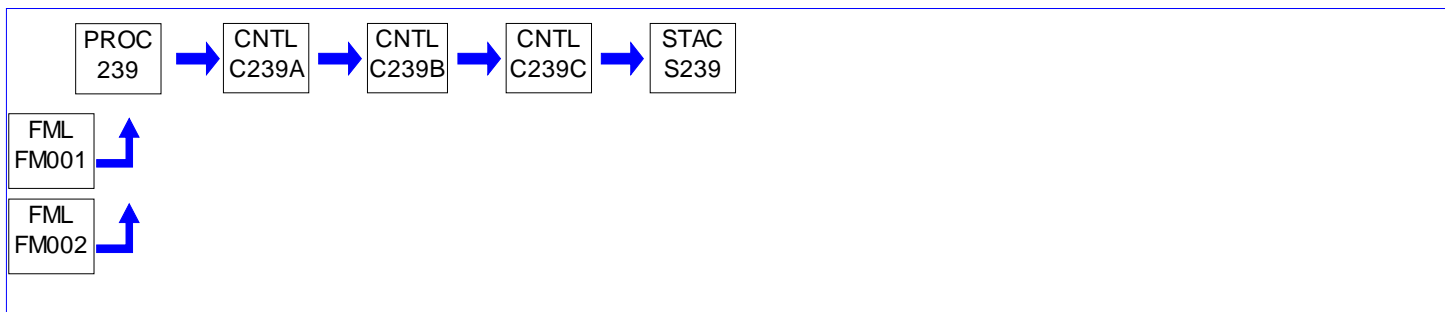 PROC
239
CNTL
C239A
CNTL
C239B
CNTL
C239C
STAC
S239
FML
FM001
FML
FM002